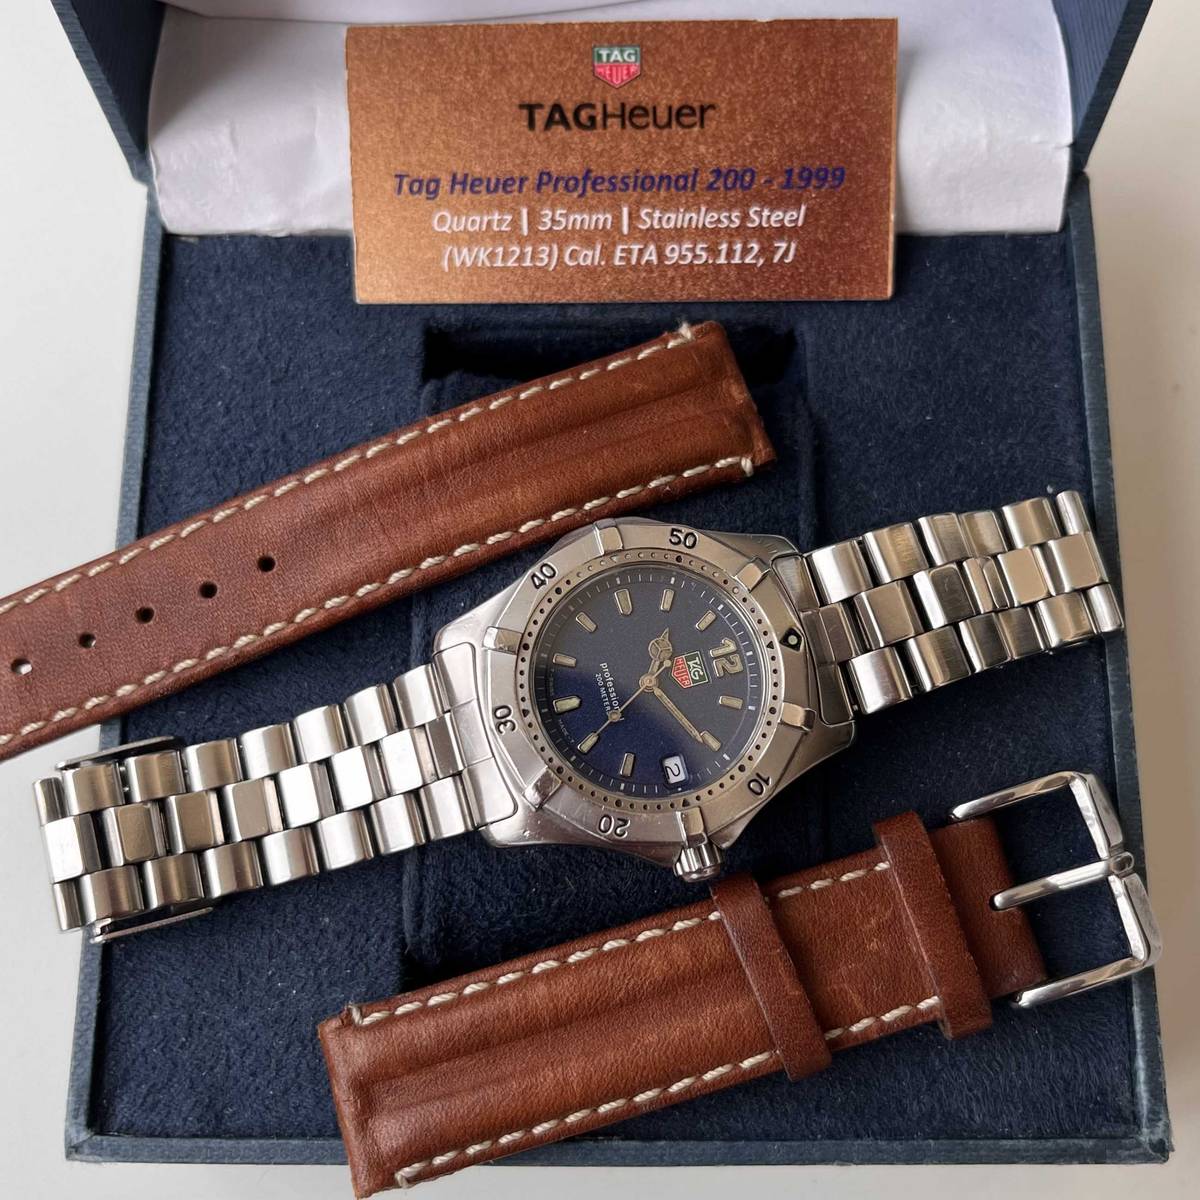 TAG
HEUER
TAGHeuer
Tag Heuer Professional 200 - 1999
Quartz | 35mm | Stainless Steel
(WK1213) Cal. ETA 955.112, 7J
50
40
30
20
10
12
TAG
HEUER
professional
200 METERS
2